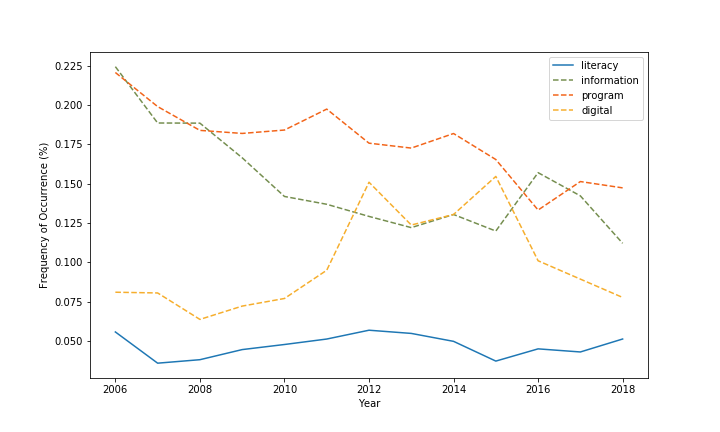 literacy
information
program
digital
0.225
0.200
0.175
0.150
0.125
0.100
0.075
0.050
Frequency of Occurrence (%)
2006
2008
2010
2012
2014
2016
2018
Year